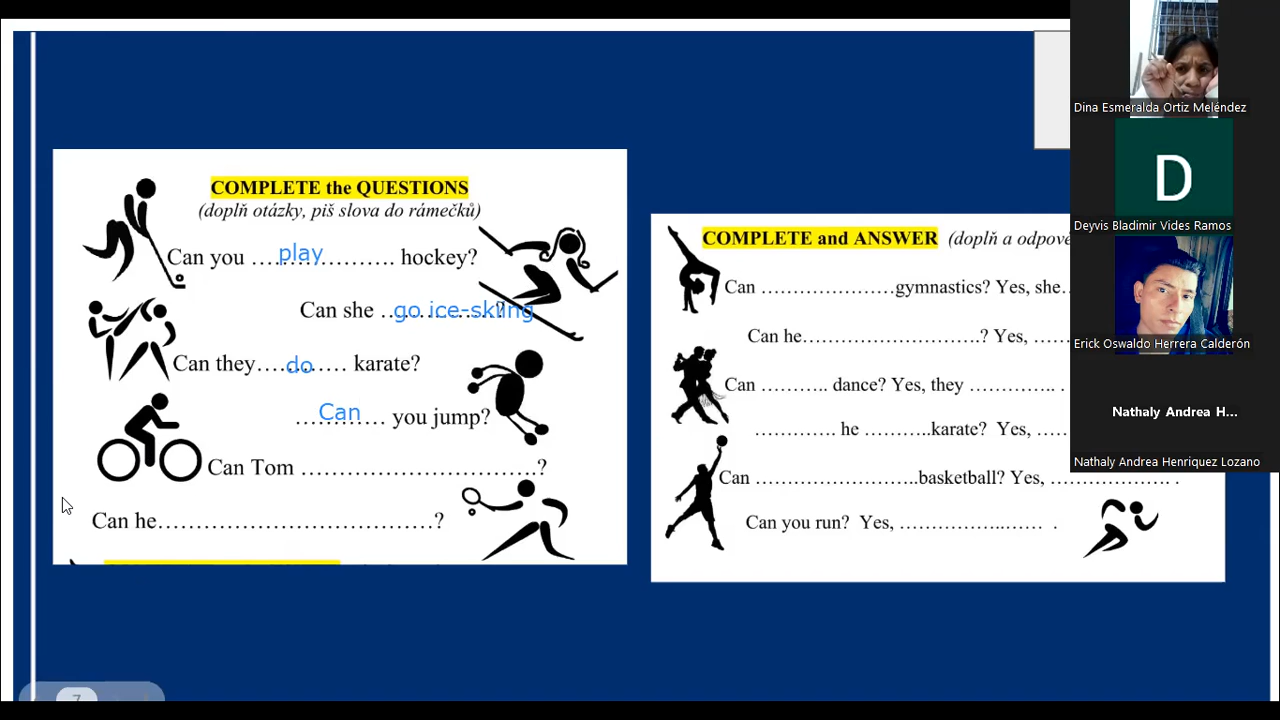 COMPLETE the QUESTIONS
(doplň otázky, piš slova do rámečků)
Can you …play………… hockey?
Can she …go ice-skiing…?
Can they…do…… karate?
…Can…… you jump?
Can Tom ……………………………….?
Can he…………………………………?
COMPLETE and ANSWER (doplň a odpově
Can …………………gymnastics? Yes, she…
Can he……………………….? Yes, ……
Can ……….. dance? Yes, they ………….. .
…………. he ………..karate? Yes, ……
Can …………………….basketball? Yes, ………………. .
Can you run? Yes, ……………..…… .
Dina Esmeralda Ortiz Meléndez
D
Deyvis Bladimir Vides Ramos
Erick Oswaldo Herrera Calderón
Nathaly Andrea H...
Nathaly Andrea Henriquez Lozano
7